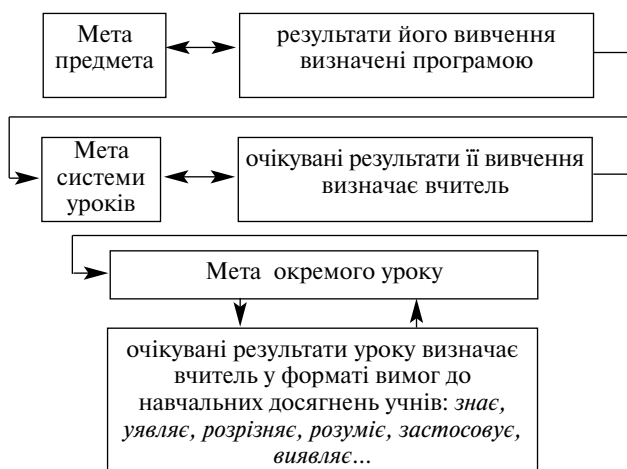 Мета
предмета
результати його вивчення
визначені програмою
Мета
системи
уроків
очікувані результати її вивчення
визначає вчитель
Мета окремого уроку
очікувані результати уроку визначає
вчитель у форматі вимог до
навчальних досягнень учнів: знає,
уявляє, розрізняє, розуміє, застосовує,
виявляє...